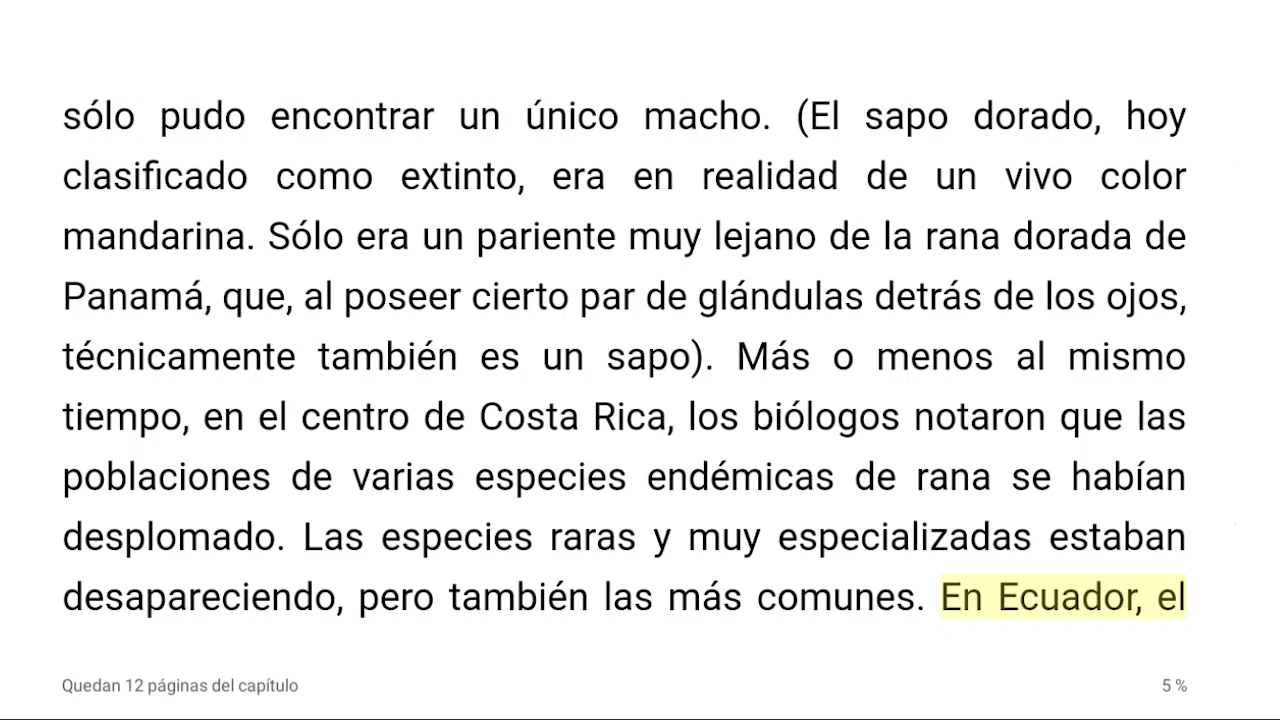 sólo pudo encontrar un único macho. (El sapo dorado, hoy
clasificado como extinto, era en realidad de un vivo color
mandarina. Sólo era un pariente muy lejano de la rana dorada de
Panamá, que, al poseer cierto par de glándulas detrás de los ojos,
técnicamente también es un sapo). Más o menos al mismo
tiempo, en el centro de Costa Rica, los biólogos notaron que las
poblaciones de varias especies endémicas de rana se habían
desplomado. Las especies raras y muy especializadas estaban
desapareciendo, pero también las más comunes. En Ecuador, el
Quedan 12 páginas del capítulo
5 %